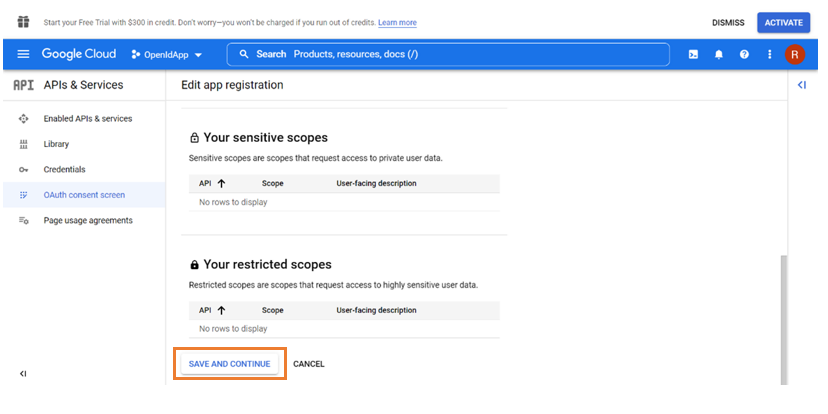 Start your Free Trial with $300 in credit. Don't worry—you won't be charged if you run out of credits. Learn more
DISMISS
ACTIVATE
Google Cloud
OpenIdApp
Search Products, resources, docs (/)
R
API APIs & Services
Edit app registration
Enabled APIs & services
Library
Credentials
OAuth consent screen
Page usage agreements
Your sensitive scopes
Sensitive scopes are scopes that request access to private user data.
API Scope User-facing description
No rows to display
Your restricted scopes
Restricted scopes are scopes that request access to highly sensitive user data.
API Scope User-facing description
No rows to display
SAVE AND CONTINUE
CANCEL